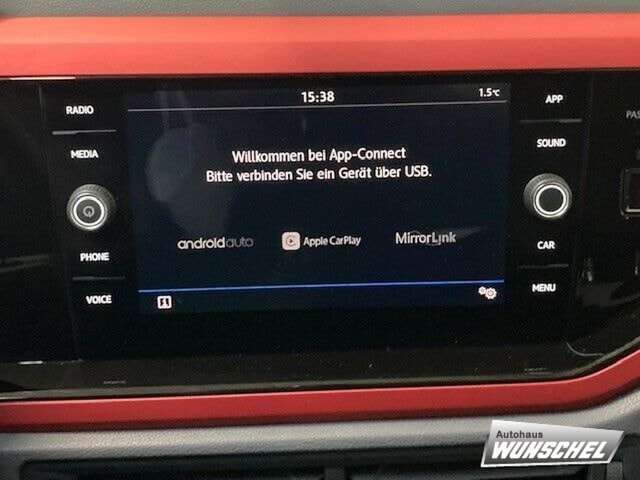 RADIO
MEDIA
PHONE
VOICE
15:38
1.5°C
Willkommen bei App-Connect
Bitte verbinden Sie ein Gerät über USB.
androidauto
Apple CarPlay
MirrorLink
APP
SOUND
CAR
MENU
PAS
Autohaus
WUNSCHEL